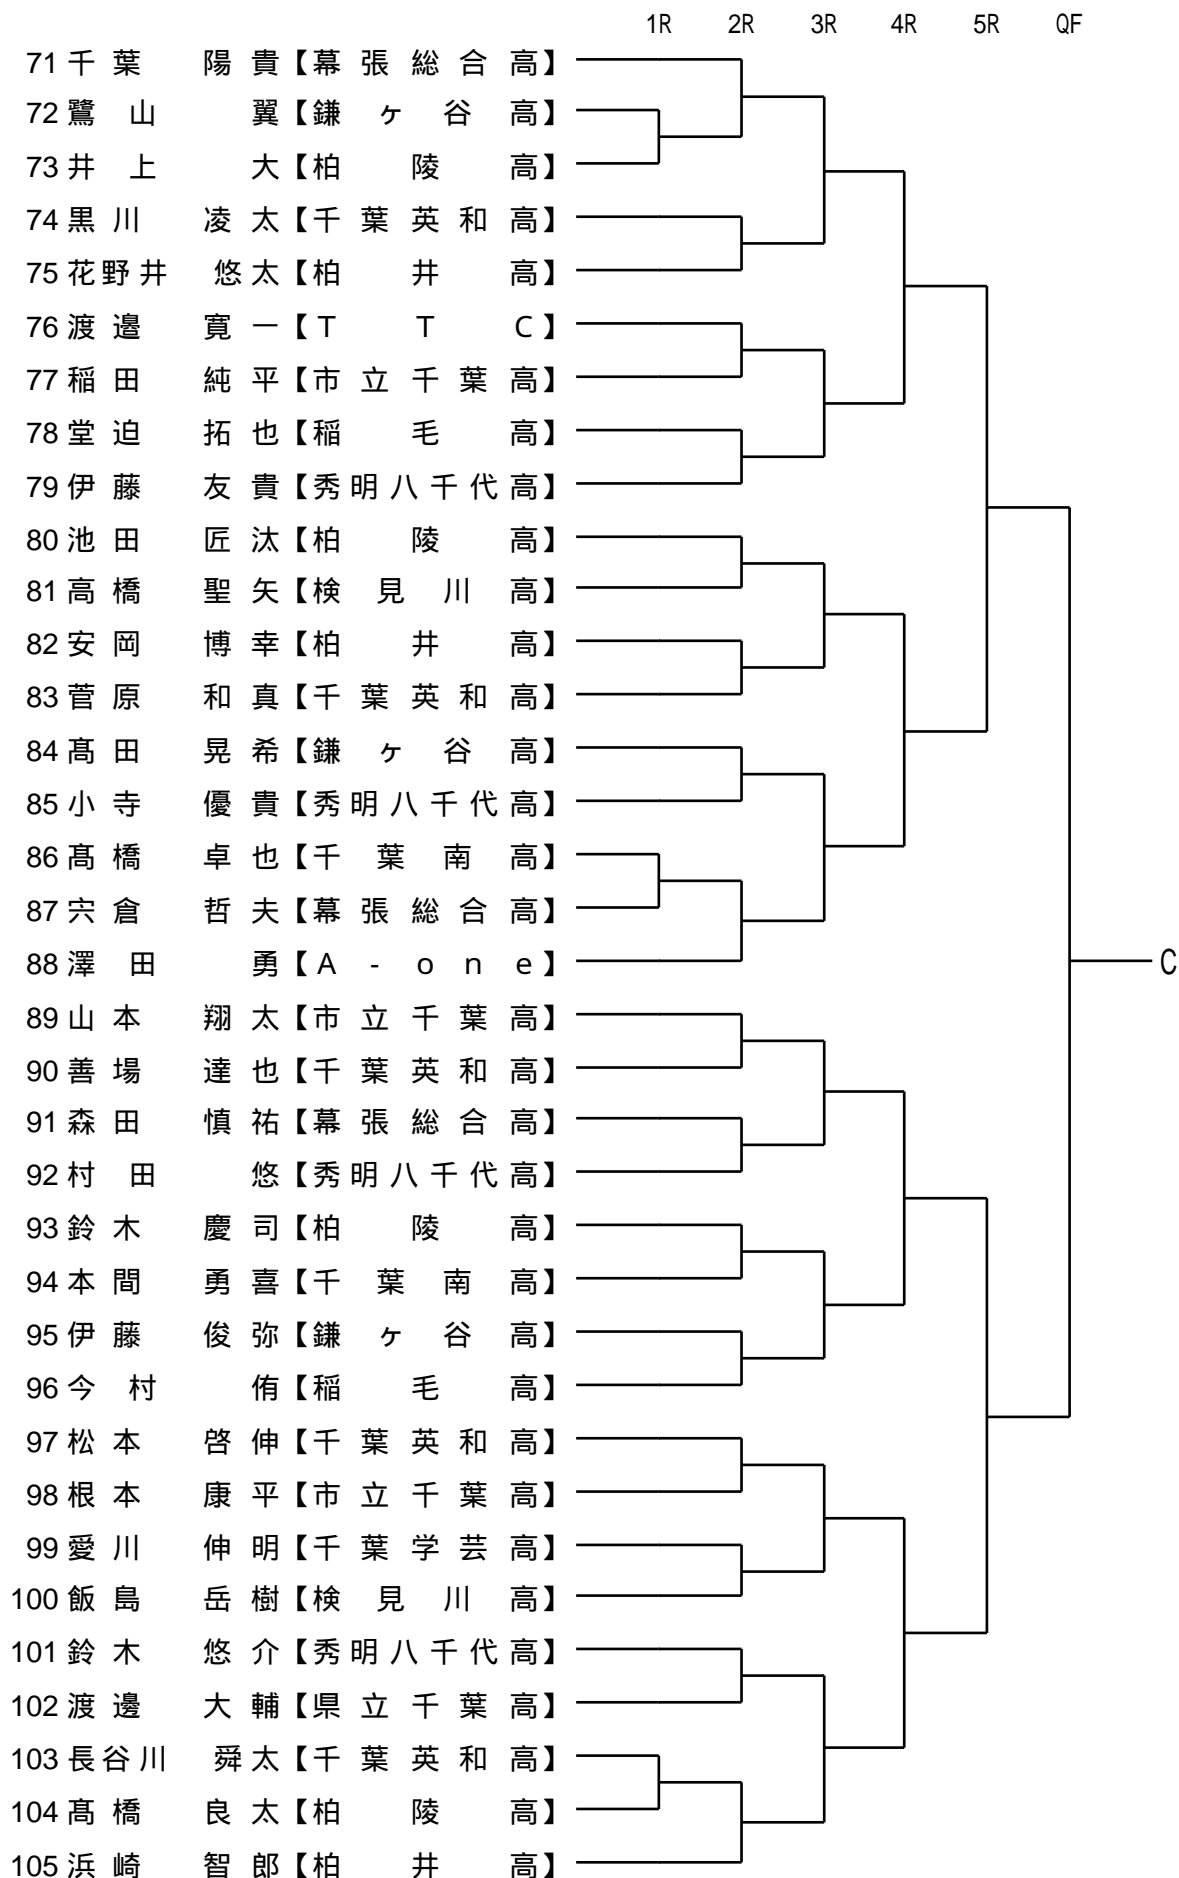 1R 2R 3R 4R 5R QF
71 千葉 陽貴【幕張総合高】
72 鷺山 翼【鎌ヶ谷高】
73 井上 大【柏陵高】
74 黒川 凌太【千葉英和高】
75 花野井 悠太【柏井高】
76 渡邉 寛一【TTC】
77 稲田 純平【市立千葉高】
78 堂迫 拓也【稲毛高】
79 伊藤 友貴【秀明八千代高】
80 池田 匠汰【柏陵高】
81 高橋 聖矢【検見川高】
82 安岡 博幸【柏井高】
83 菅原 和真【千葉英和高】
84 髙田 晃希【鎌ヶ谷高】
85 小寺 優貴【秀明八千代高】
86 髙橋 卓也【千葉南高】
87 宍倉 哲夫【幕張総合高】
88 澤田 勇【A-one】
C
89 山本 翔太【市立千葉高】
90 善場 達也【千葉英和高】
91 森田 慎祐【幕張総合高】
92 村田 悠【秀明八千代高】
93 鈴木 慶司【柏陵高】
94 本間 勇喜【千葉南高】
95 伊藤 俊弥【鎌ヶ谷高】
96 今村 侑【稲毛高】
97 松本 啓伸【千葉英和高】
98 根本 康平【市立千葉高】
99 愛川 伸明【千葉学芸高】
100 飯島 岳樹【検見川高】
101 鈴木 悠介【秀明八千代高】
102 渡邊 大輔【県立千葉高】
103 長谷川 舜太【千葉英和高】
104 髙橋 良太【柏陵高】
105 浜崎 智郎【柏井高】